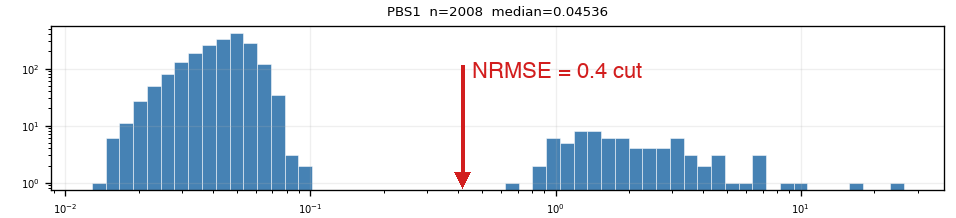 PBS1 n=2008 median=0.04536
NRMSE = 0.4 cut
10²
10¹
10⁰
10⁻² 10⁻¹ 10⁰ 10¹